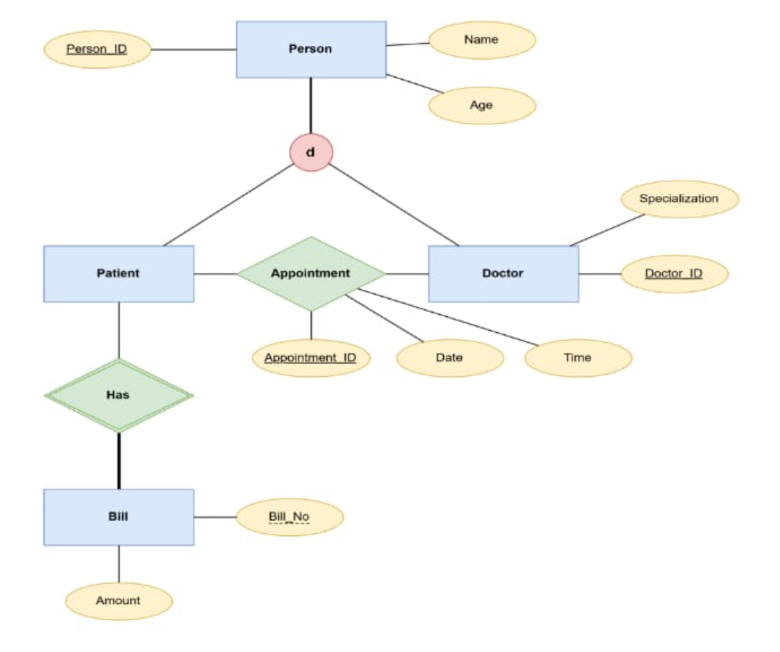 Person_ID
Person
Name
Age
d
Specialization
Patient
Appointment
Doctor
Doctor_ID
Appointment_ID
Date
Time
Has
Bill
Bill_No
Amount